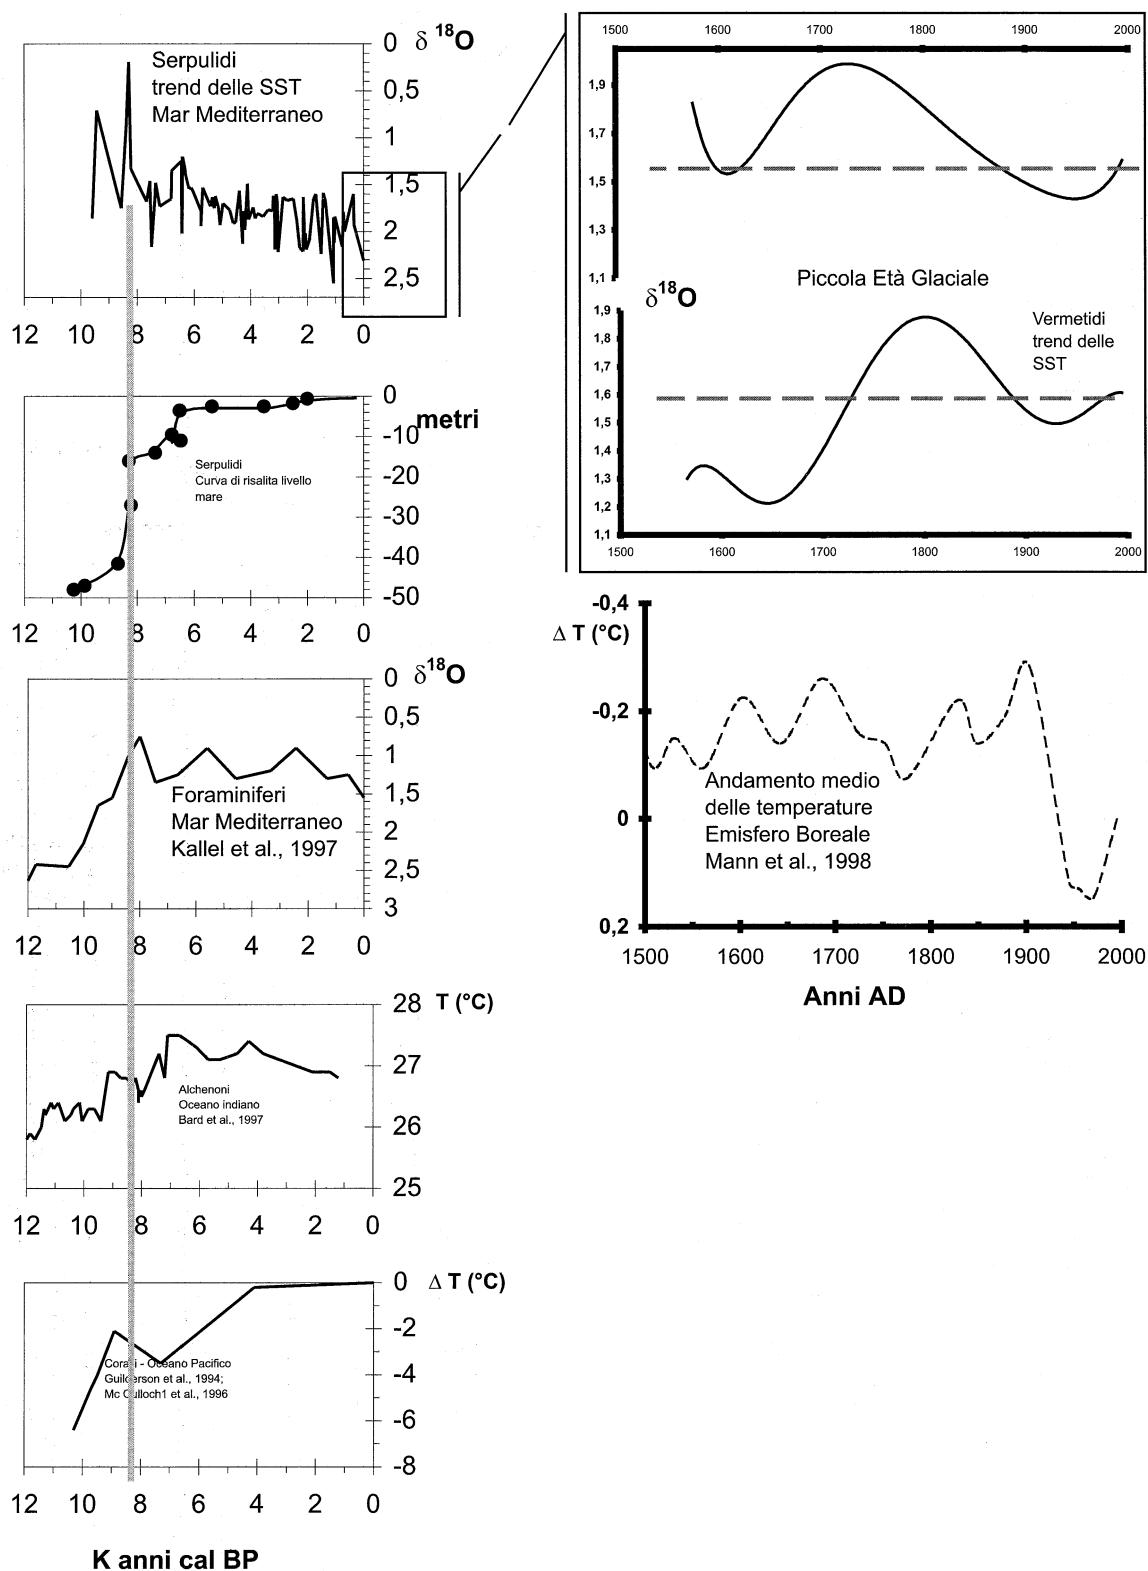 0 δ 18O
Serpulidi
trend delle SST
Mar Mediterraneo
0,5
1
1,5
2
2,5
12 10 8 6 4 2 0
0
metri
-10
-20
-30
-40
-50
Serpulidi
Curva di risalita livello
mare
12 10 8 6 4 2 0
0 δ18O
0,5
1
1,5
2
2,5
3
Foraminiferi
Mar Mediterraneo
Kallel et al., 1997
12 10 8 6 4 2 0
28 T (°C)
27
26
25
Alchenoni
Oceano indiano
Bard et al., 1997
12 10 8 6 4 2 0
0 Δ T (°C)
-2
-4
-6
-8
Coralli - Oceano Pacifico
Guilderson et al., 1994;
Mc Culloch1 et al., 1996
12 10 8 6 4 2 0
K anni cal BP
1500 1600 1700 1800 1900 2000
1,9
1,7
1,5
1,3
1,1
Piccola Età Glaciale
δ18O
1,9
1,8
1,7
1,6
1,5
1,4
1,3
1,2
1,1
Vermetidi
trend delle
SST
1500 1600 1700 1800 1900 2000
-0,4
Δ T (°C)
-0,2
0
0,2
Andamento medio
delle temperature
Emisfero Boreale
Mann et al., 1998
1500 1600 1700 1800 1900 2000
Anni AD